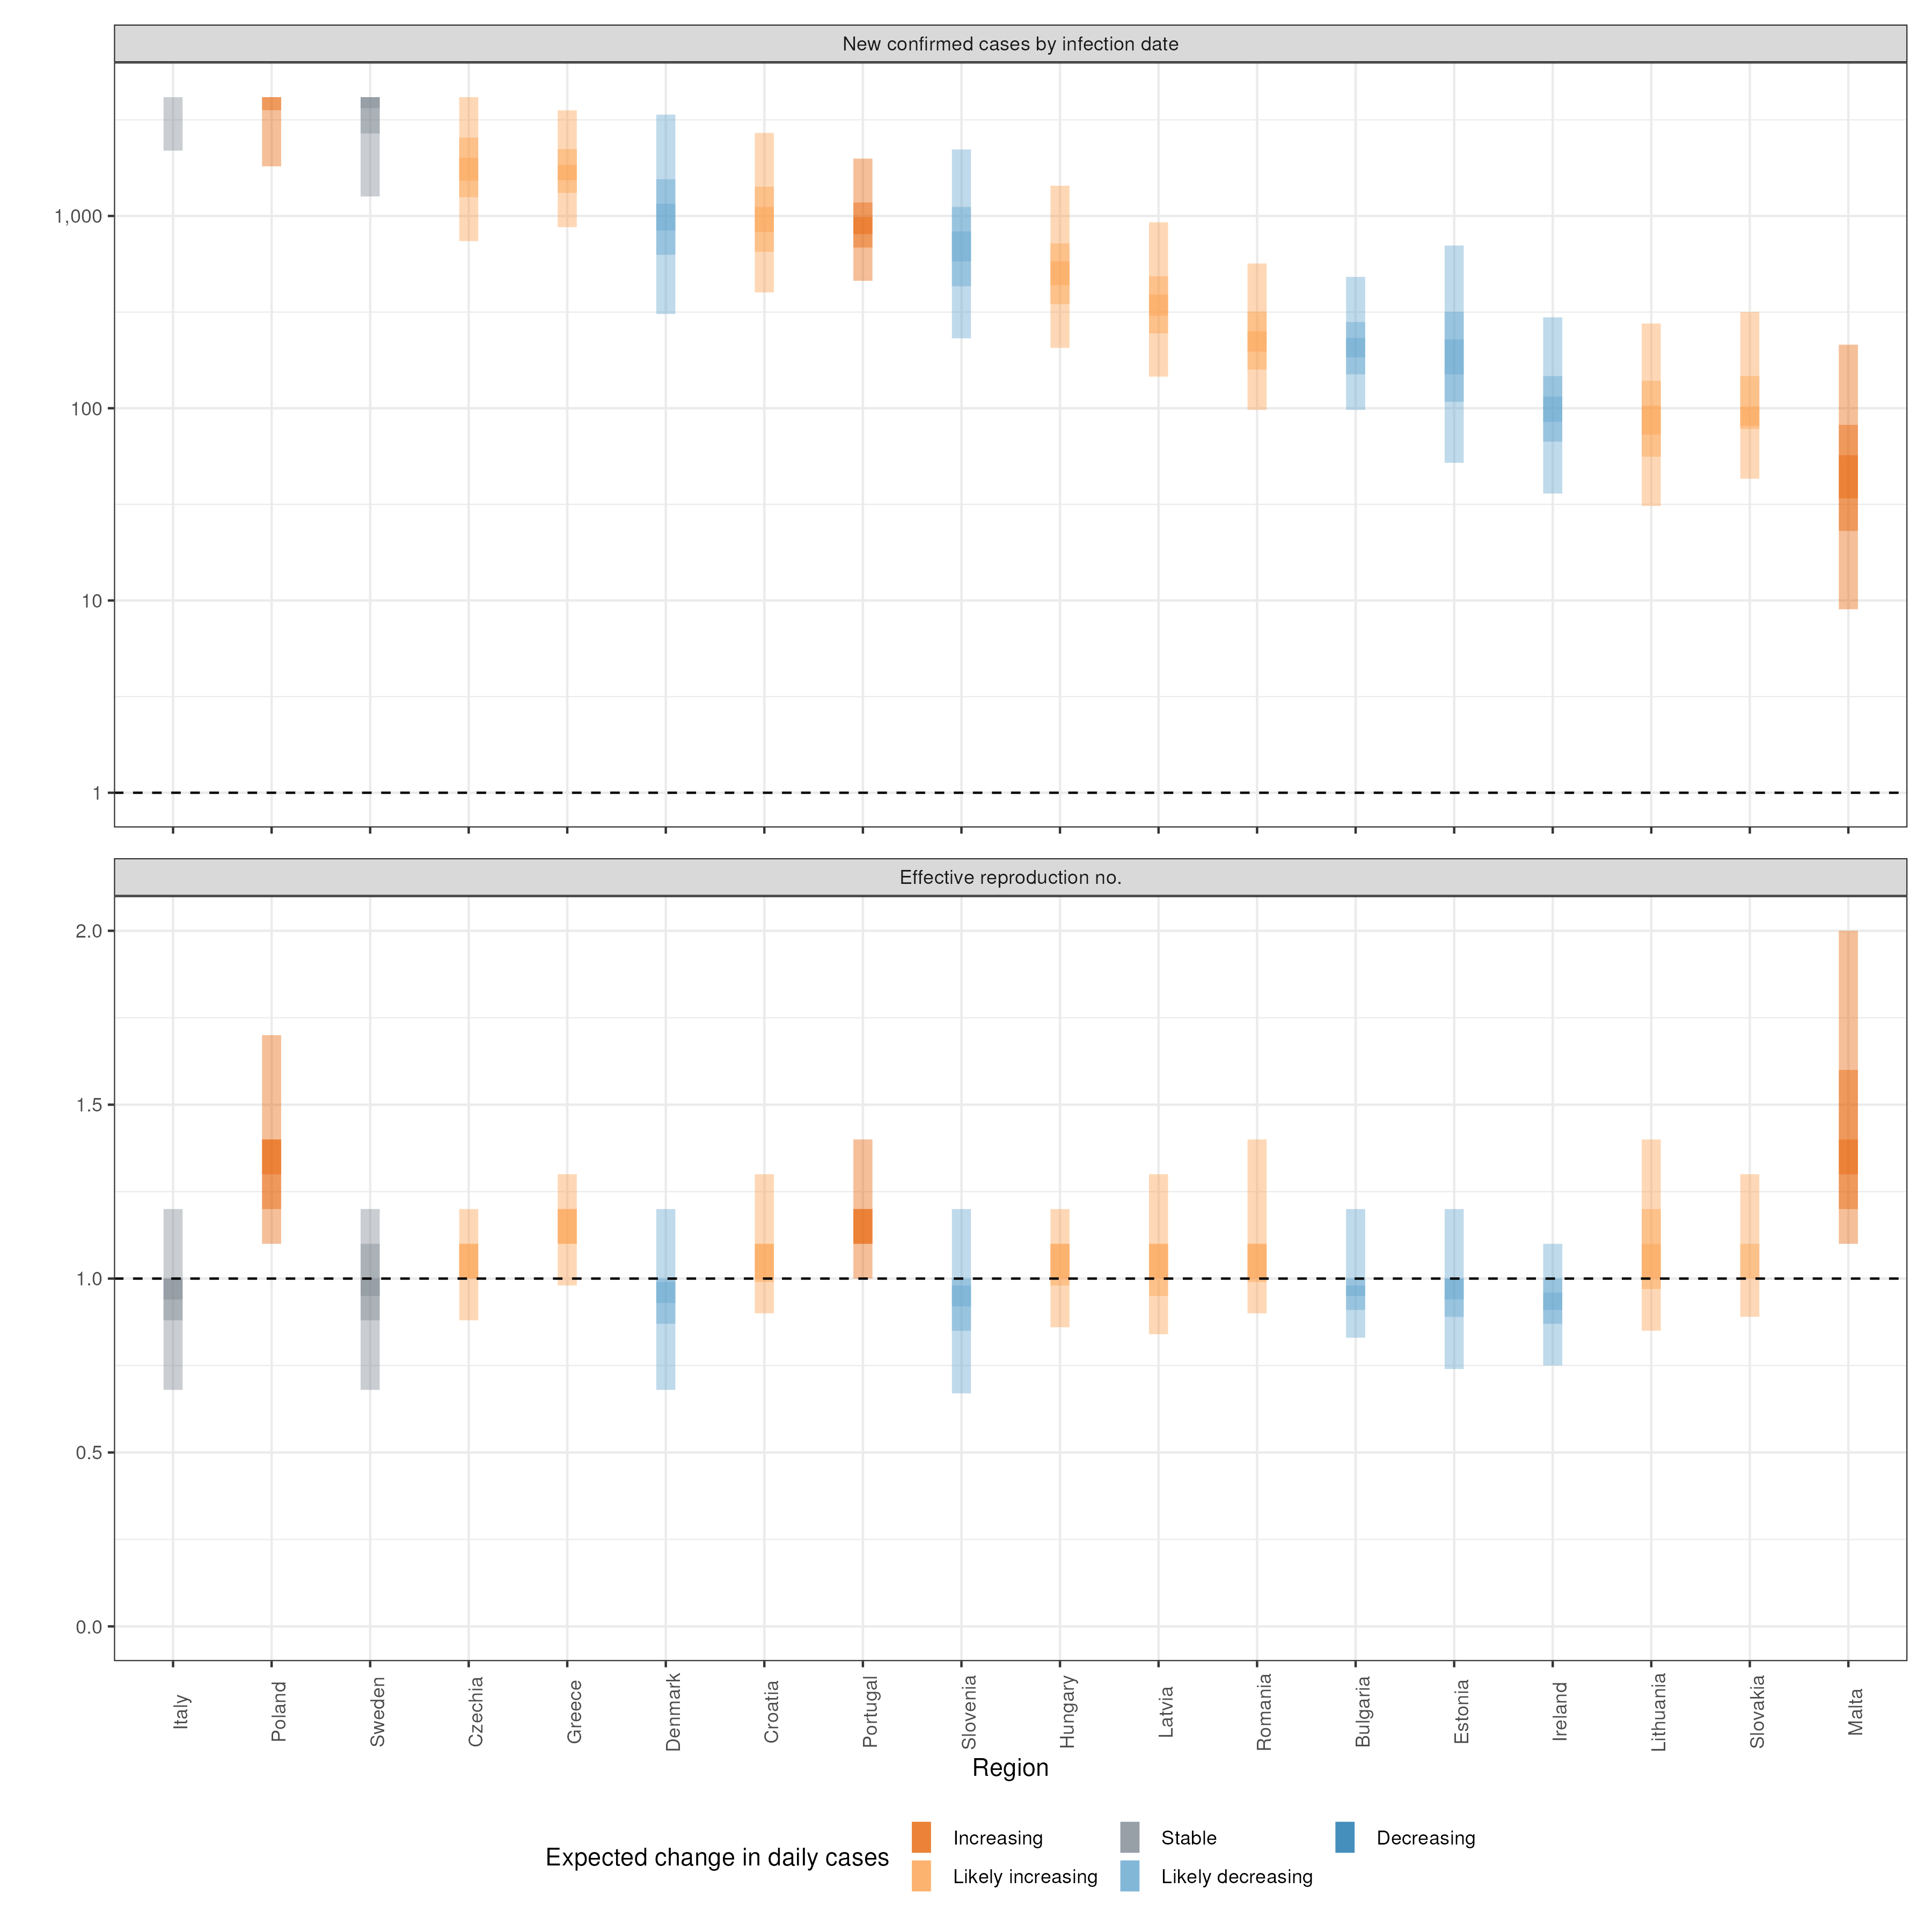 New confirmed cases by infection date
1,000
100
10
1
Effective reproduction no.
2.0
1.5
1.0
0.5
0.0
Italy
Poland
Sweden
Czechia
Greece
Denmark
Croatia
Portugal
Slovenia
Hungary
Latvia
Romania
Bulgaria
Estonia
Ireland
Lithuania
Slovakia
Malta
Region
Expected change in daily cases
Increasing
Stable
Decreasing
Likely increasing
Likely decreasing